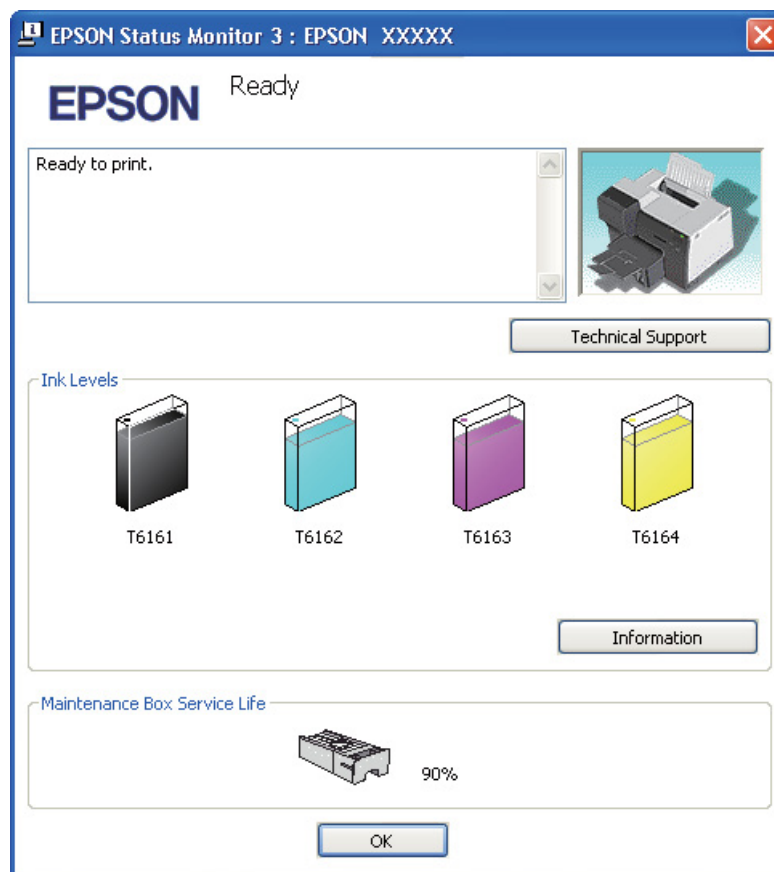 EPSON Status Monitor 3 : EPSON XXXXX
EPSON
Ready
Ready to print.
Technical Support
Ink Levels
T6161
T6162
T6163
T6164
Information
Maintenance Box Service Life
90%
OK